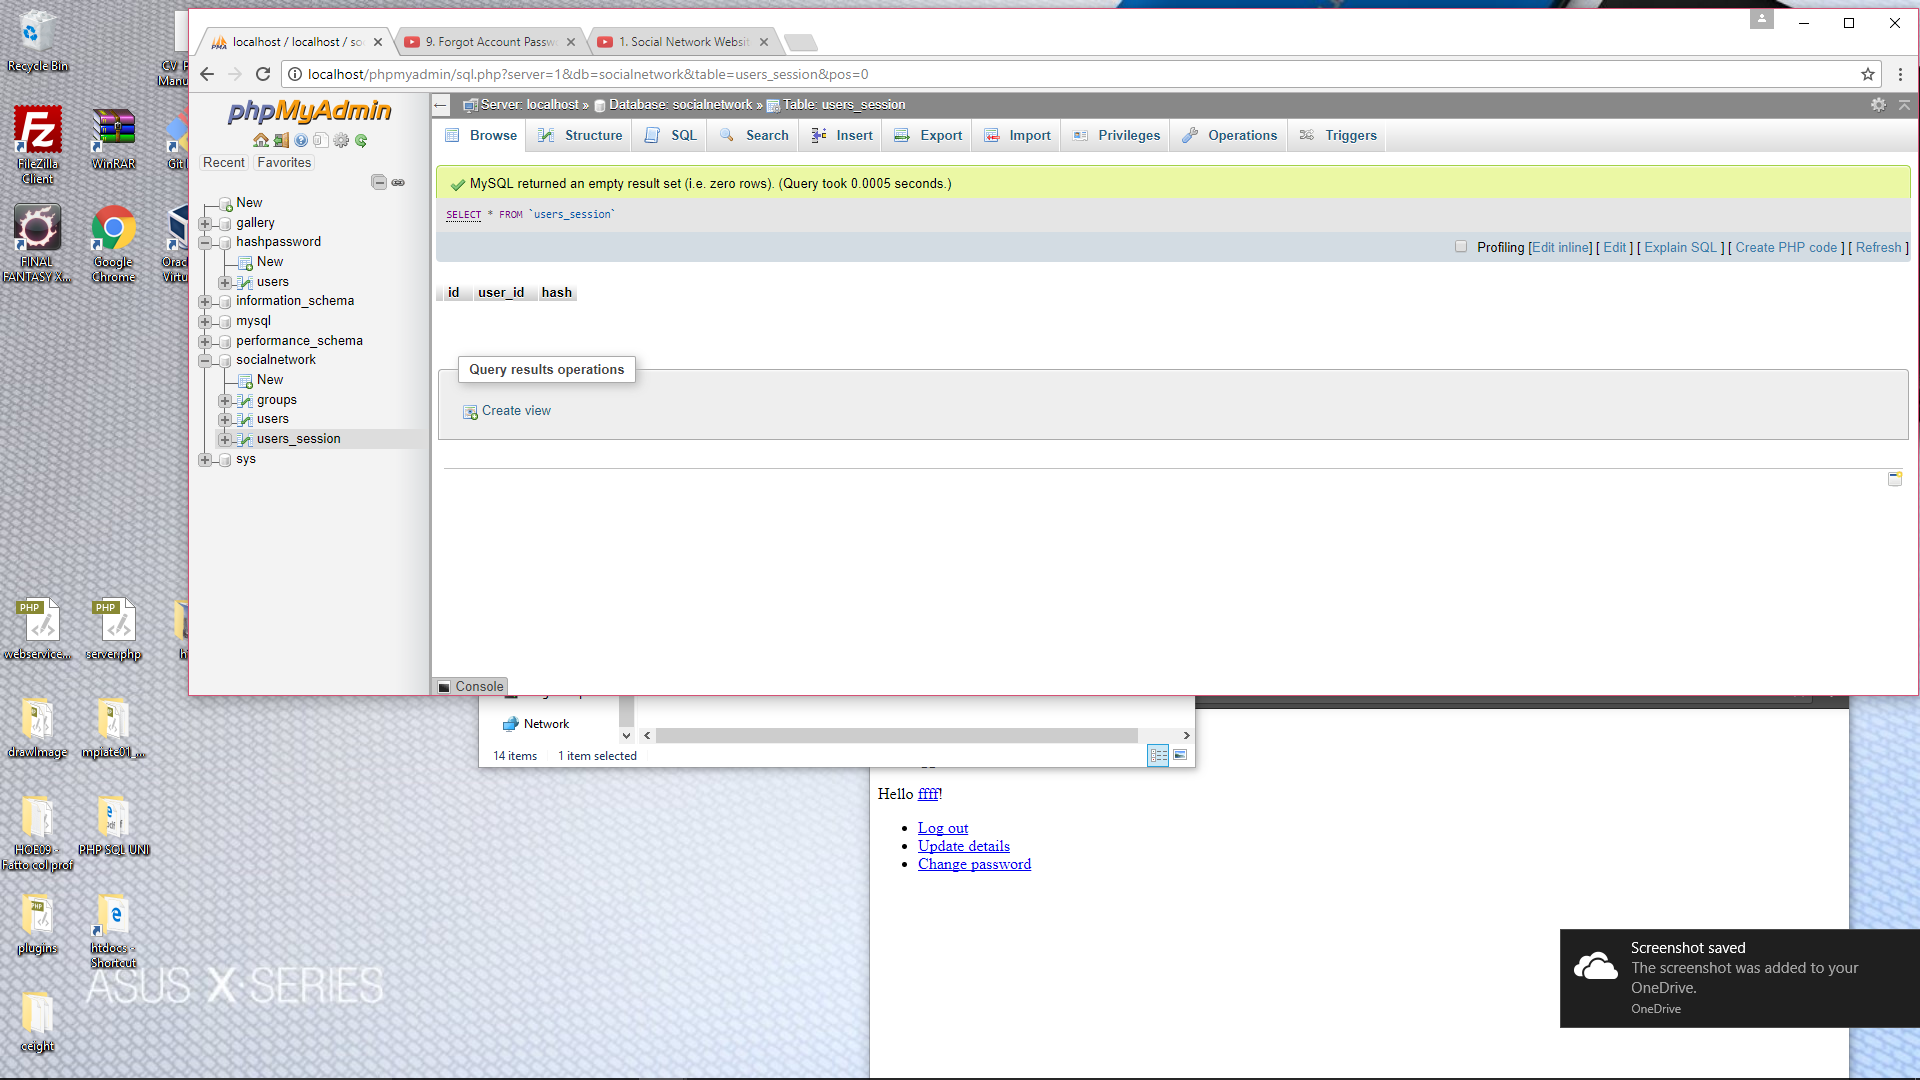 localhost / localhost / so
9. Forgot Account Passw
1. Social Network Websit
localhost/phpmyadmin/sql.php?server=1&db=socialnetwork&table=users_session&pos=0
phpMyAdmin
Recent
Favorites
New
gallery
hashpassword
New
users
information_schema
mysql
performance_schema
socialnetwork
New
groups
users
users_session
sys
Server: localhost » Database: socialnetwork » Table: users_session
Browse
Structure
SQL
Search
Insert
Export
Import
Privileges
Operations
Triggers
MySQL returned an empty result set (i.e. zero rows). (Query took 0.0005 seconds.)
SELECT * FROM `users_session`
Profiling [Edit inline] [ Edit ] [ Explain SQL ] [ Create PHP code ] [ Refresh ]
id user_id hash
Query results operations
Create view
Console
Network
14 items 1 item selected
Hello ffff!
Log out
Update details
Change password
Screenshot saved
The screenshot was added to your
OneDrive.
OneDrive
Recycle Bin
CV_P
Manu
FileZilla
Client
WinRAR
Git
FINAL
FANTASY X...
Google
Chrome
Orac
Virtu
PHP
webservice...
PHP
server.php
h
drawImage
mpiate01_...
HOE09 -
Fatto col prof
PHP SQL UNI
plugins
htdocs -
Shortcut
ceight
ASUS X SERIES